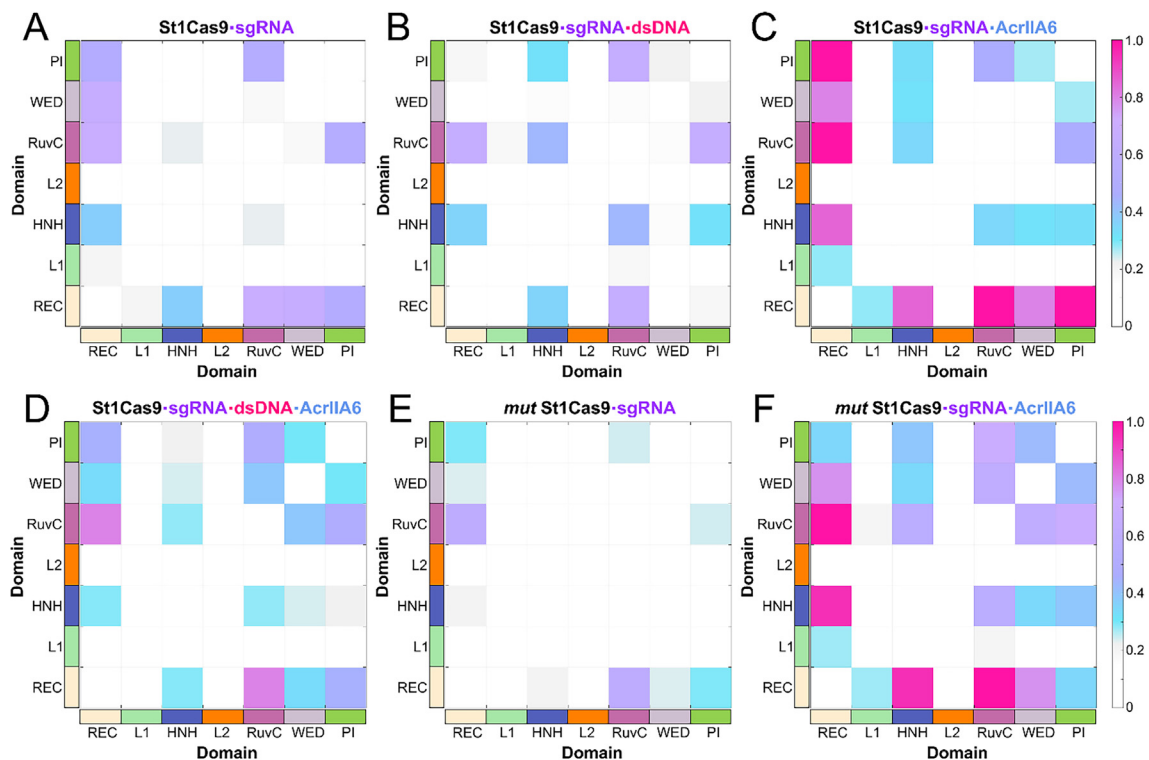 A
St1Cas9·sgRNA
B
St1Cas9·sgRNA·dsDNA
C
St1Cas9·sgRNA·AcrIIA6
Domain
PI
WED
RuvC
L2
HNH
L1
REC
REC L1 HNH L2 RuvC WED PI
Domain
Domain
PI
WED
RuvC
L2
HNH
L1
REC
REC L1 HNH L2 RuvC WED PI
Domain
Domain
PI
WED
RuvC
L2
HNH
L1
REC
REC L1 HNH L2 RuvC WED PI
Domain
1.0
0.8
0.6
0.4
0.2
0
D
St1Cas9·sgRNA·dsDNA·AcrIIA6
E
mut St1Cas9·sgRNA
F
mut St1Cas9·sgRNA·AcrIIA6
Domain
PI
WED
RuvC
L2
HNH
L1
REC
REC L1 HNH L2 RuvC WED PI
Domain
Domain
PI
WED
RuvC
L2
HNH
L1
REC
REC L1 HNH L2 RuvC WED PI
Domain
Domain
PI
WED
RuvC
L2
HNH
L1
REC
REC L1 HNH L2 RuvC WED PI
Domain
1.0
0.8
0.6
0.4
0.2
0